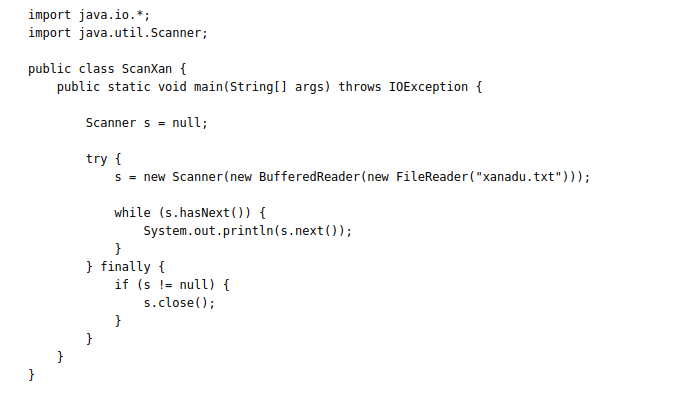 import java.io.*;
import java.util.Scanner;

public class ScanXan {
    public static void main(String[] args) throws IOException {

        Scanner s = null;

        try {
            s = new Scanner(new BufferedReader(new FileReader("xanadu.txt")));

            while (s.hasNext()) {
                System.out.println(s.next());
            }
        } finally {
            if (s != null) {
                s.close();
            }
        }
    }
}